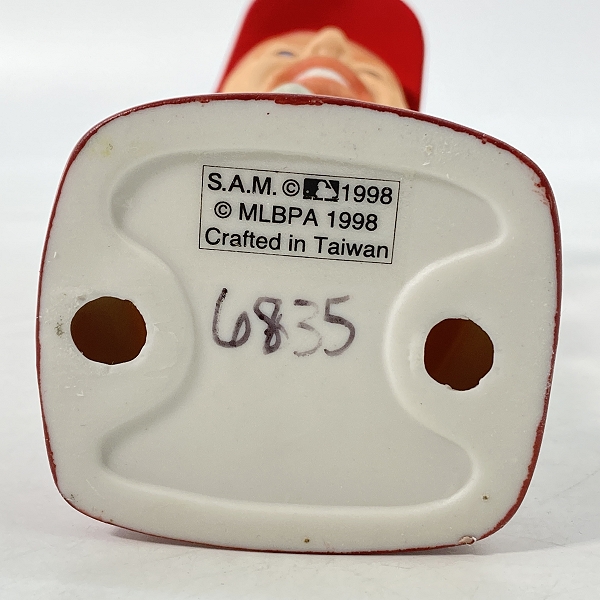 S.A.M. © 1998
© MLBPA 1998
Crafted in Taiwan
6835